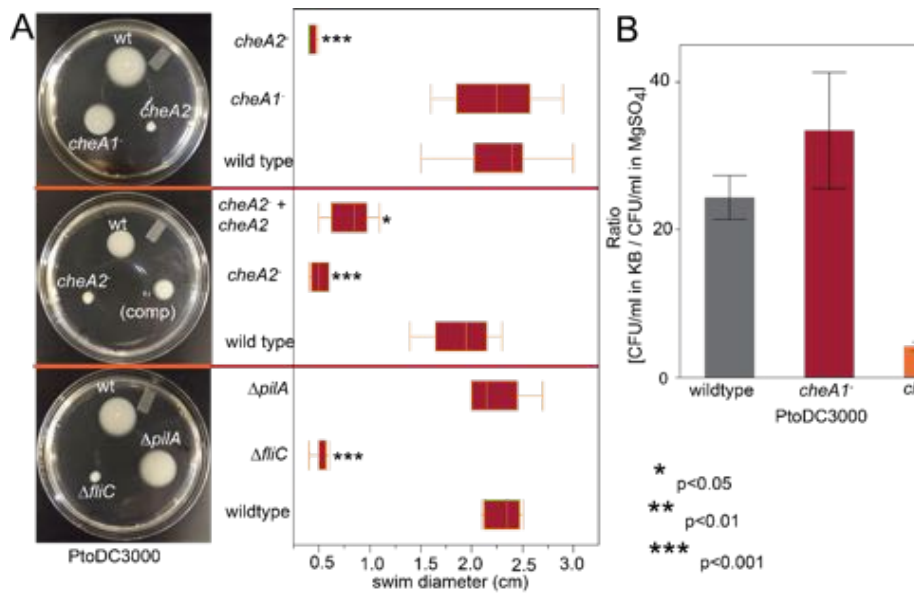 A
wt
cheA2
cheA1-
cheA2- ***
cheA1-
wild type
wt
cheA2-
(comp)
cheA2- +
cheA2
*
cheA2- ***
wild type
wt
ΔpilA
ΔfliC
PtoDC3000
ΔpilA
ΔfliC ***
wildtype
0.5 1.0 1.5 2.0 2.5 3.0
swim diameter (cm)
B
Ratio
[CFU/ml in KB / CFU/ml in MgSO4]
40
20
0
wildtype cheA1-
PtoDC3000
* p<0.05
** p<0.01
*** p<0.001